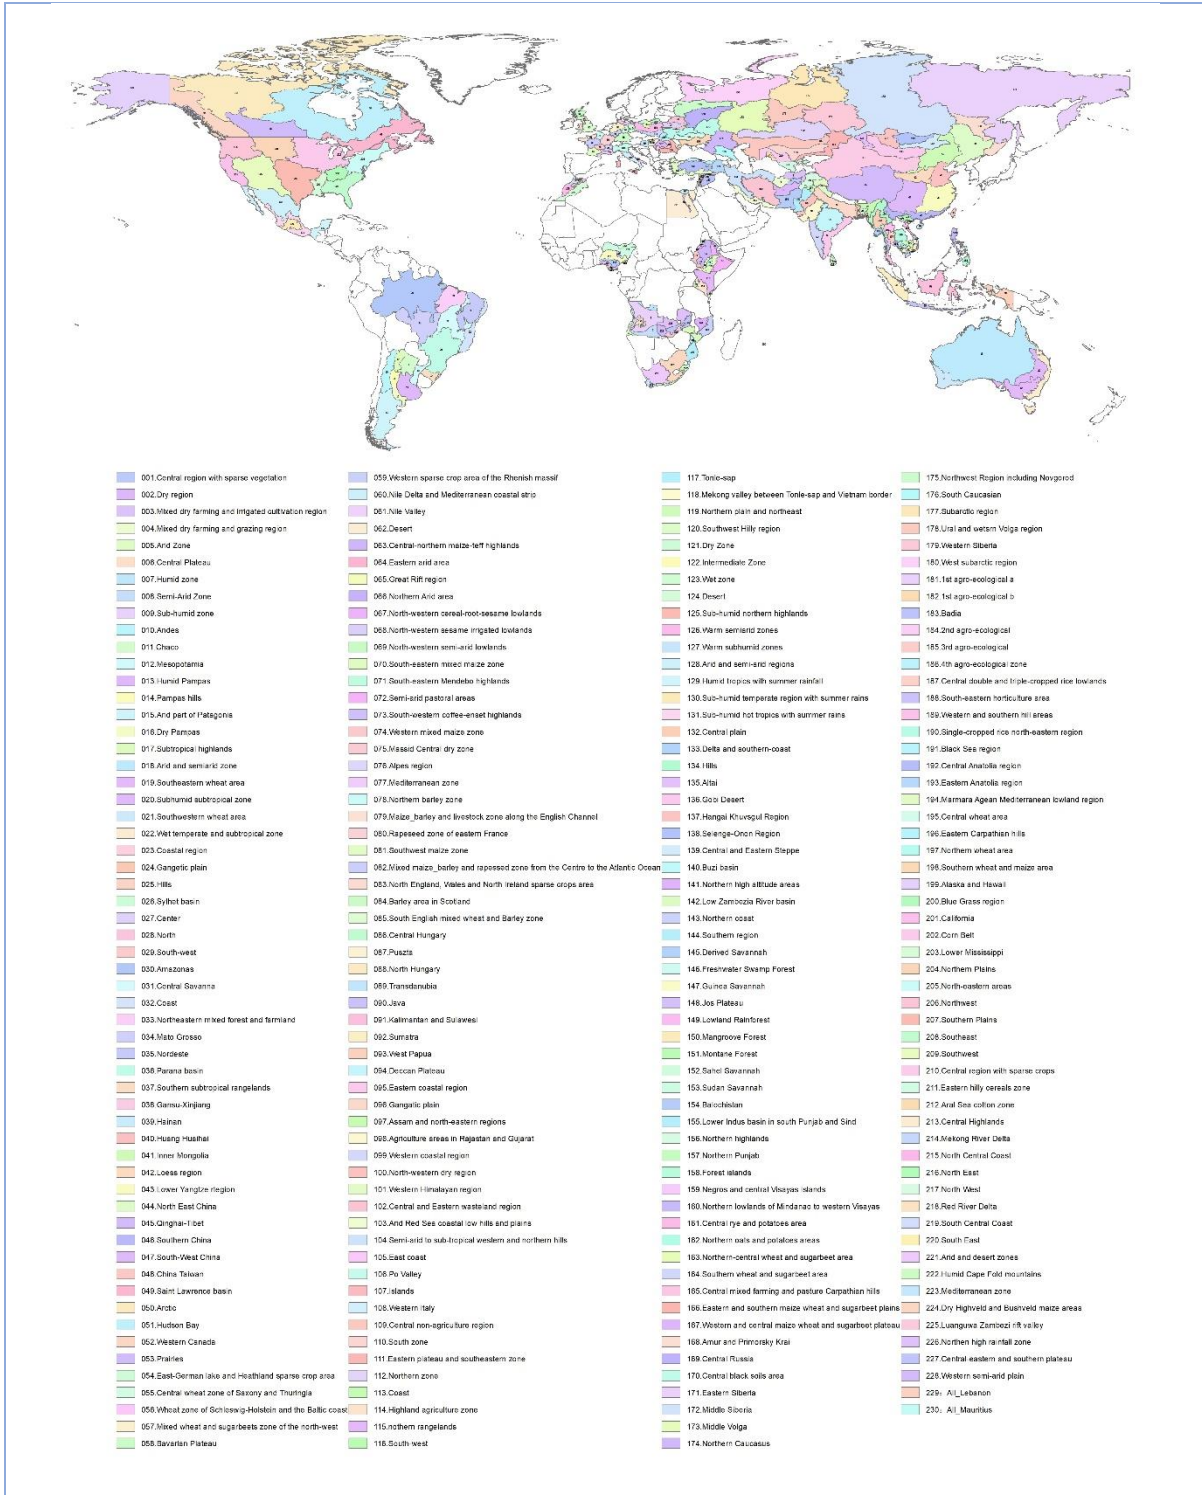 001.Central region with sparse vegetation
002.Dry region
003.Mixed dry farming and irrigated cultivation region
004.Mixed dry farming and grazing region
005.Arid Zone
006.Central Plateau
007.Humid zone
008.Semi-Arid Zone
009.Sub-humid zone
010.Andes
011.Chaco
012.Mesopotamia
013.Humid Pampas
014.Pampas hills
015.Arid part of Patagonia
016.Dry Pampas
017.Subtropical highlands
018.Arid and semiarid zone
019.Southeastern wheat area
020.Subhumid subtropical zone
021.Southwestern wheat area
022.Wet temperate and subtropical zone
023.Coastal region
024.Gangetic plain
025.Hills
026.Sylhet basin
027.Center
028.North
029.South-west
030.Amazonas
031.Central Savanna
032.Coast
033.Northeastern mixed forest and farmland
034.Mato Grosso
035.Nordeste
036.Parana basin
037.Southern subtropical rangelands
038.Gansu-Xinjiang
039.Hainan
040.Huang Huaihai
041.Inner Mongolia
042.Loess region
043.Lower Yangtze rtegion
044.North East China
045.Qinghai-Tibet
046.Southern China
047.South-West China
048.China Taiwan
049.Saint Lawrence basin
050.Arctic
051.Hudson Bay
052.Western Canada
053.Prairies
054.East-German lake and Heathland sparse crop area
055.Central wheat zone of Saxony and Thuringia
056.Wheat zone of Schleswig-Holstein and the Baltic coast
057.Mixed wheat and sugarbeets zone of the north-west
058.Bavarian Plateau
059.Western sparse crop area of the Rhenish massif
060.Nile Delta and Mediterranean coastal strip
061.Nile Valley
062.Desert
063.Central-northern maize-teff highlands
064.Eastern arid area
065.Great Rift region
066.Northern Arid area
067.North-western cereal-root-sesame lowlands
068.North-western sesame irrigated lowlands
069.North-western semi-arid lowlands
070.South-eastern mixed maize zone
071.South-eastern Mendebo highlands
072.Semi-arid pastoral areas
073.South-western coffee-enset highlands
074.Western mixed maize zone
075.Massid Central dry zone
076.Alpes region
077.Mediterranean zone
078.Northern barley zone
079.Maize_barley and livestock zone along the English Channel
080.Rapeseed zone of eastern France
081.Southwest maize zone
082.Mixed maize_barley and rapessed zone from the Centre to the Atlantic Ocean
083.North England, Wales and North Ireland sparse crops area
084.Barley area in Scotland
085.South English mixed wheat and Barley zone
086.Central Hungary
087.Puszta
088.North Hungary
089.Transdanubia
090.Java
091.Kalimantan and Sulawesi
092.Sumatra
093.West Papua
094.Deccan Plateau
095.Eastern coastal region
096.Gangatic plain
097.Assam and north-eastern regions
098.Agriculture areas in Rajastan and Gujarat
099.Western coastal region
100.North-western dry region
101.Western Himalayan region
102.Central and Eastern wasteland region
103.Arid Red Sea coastal low hills and plains
104.Semi-arid to sub-tropical western and northern hills
105.East coast
106.Po Valley
107.Islands
108.Western Italy
109.Central non-agriculture region
110.South zone
111.Eastern plateau and southeastern zone
112.Northern zone
113.Coast
114.Highland agriculture zone
115.nothern rangelands
116.South-west
117.Tonle-sap
118.Mekong valley between Tonle-sap and Vietnam border
119.Northern plain and northeast
120.Southwest Hilly region
121.Dry Zone
122.Intermediate Zone
123.Wet zone
124.Desert
125.Sub-humid northern highlands
126.Warm semiarid zones
127.Warm subhumid zones
128.Arid and semi-arid regions
129.Humid tropics with summer rainfall
130.Sub-humid temperate region with summer rains
131.Sub-humid hot tropics with summer rains
132.Central plain
133.Delta and southern-coast
134.Hills
135.Altai
136.Gobi Desert
137.Hangai Khuvsgul Region
138.Selenge-Onon Region
139.Central and Eastern Steppe
140.Buzi basin
141.Northern high altitude areas
142.Low Zambezia River basin
143.Northern coast
144.Southern region
145.Derived Savannah
146.Freshwater Swamp Forest
147.Guinea Savannah
148.Jos Plateau
149.Lowland Rainforest
150.Mangroove Forest
151.Montane Forest
152.Sahel Savannah
153.Sudan Savannah
154.Balochistan
155.Lower Indus basin in south Punjab and Sind
156.Northern highlands
157.Northern Punjab
158.Forest islands
159.Negros and central Visayas Islands
160.Northern lowlands of Mindanao to western Visayas
161.Central rye and potatoes area
162.Northern oats and potatoes areas
163.Northern-central wheat and sugarbeet area
164.Southern wheat and sugarbeet area
165.Central mixed farming and pasture Carpathian hills
166.Eastern and southern maize wheat and sugarbeet plains
167.Western and central maize wheat and sugarbeet plateau
168.Amur and Primorsky Krai
169.Central Russia
170.Central black soils area
171.Eastern Siberia
172.Middle Siberia
173.Middle Volga
174.Northern Caucasus
175.Northwest Region including Novgorod
176.South Caucasian
177.Subarctic region
178.Ural and wetsrn Volga region
179.Western Siberia
180.West subarctic region
181.1st agro-ecological a
182.1st agro-ecological b
183.Badia
184.2nd agro-ecological
185.3rd agro-ecological
186.4th agro-ecological zone
187.Central double and triple-cropped rice lowlands
188.South-eastern horticulture area
189.Western and southern hill areas
190.Single-cropped rice north-eastern region
191.Black Sea region
192.Central Anatolia region
193.Eastern Anatolia region
194.Marmara Agean Mediterranean lowland region
195.Central wheat area
196.Eastern Carpathian hills
197.Northern wheat area
198.Southern wheat and maize area
199.Alaska and Hawaii
200.Blue Grass region
201.California
202.Corn Belt
203.Lower Mississippi
204.Northern Plains
205.North-eastern areas
206.Northwest
207.Southern Plains
208.Southeast
209.Southwest
210.Central region with sparse crops
211.Eastern hilly cereals zone
212.Aral Sea cotton zone
213.Central Highlands
214.Mekong River Delta
215.North Central Coast
216.North East
217.North West
218.Red River Delta
219.South Central Coast
220.South East
221.Arid and desert zones
222.Humid Cape Fold mountains
223.Mediterranean zone
224.Dry Highveld and Bushveld maize areas
225.Luanguwa Zambezi rift valley
226.Northen high rainfall zone
227.Central-eastern and southern plateau
228.Western semi-arid plain
229：All_Lebanon
230：All_Mauritius